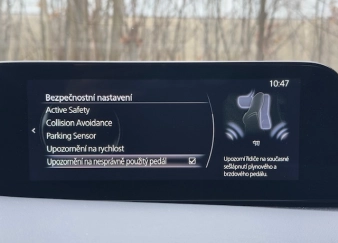 10:47
Bezpečnostní nastavení
Active Safety
Collision Avoidance
Parking Sensor
Upozornění na rychlost
Upozornění na nesprávné použitý pedál
Upozorní řidiče na současné
sešlápnutí plynového a
brzdového pedálu.